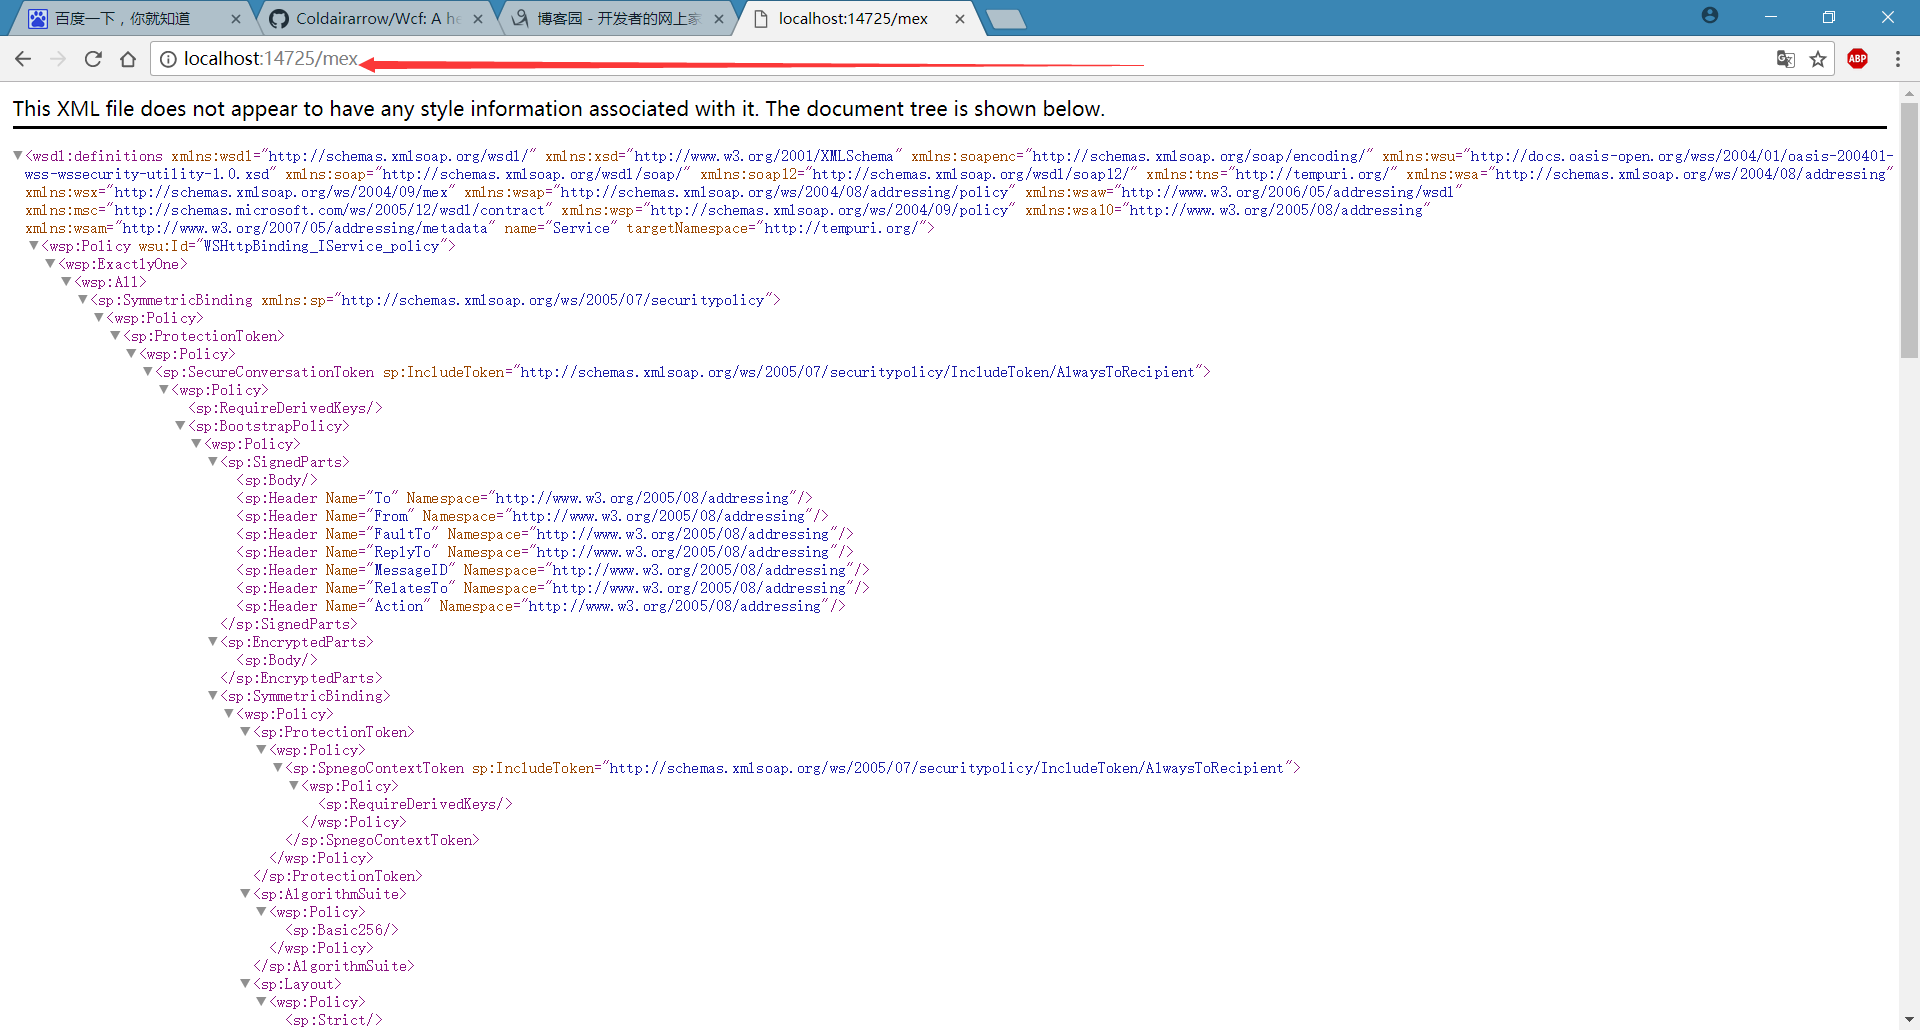 百度一下，你就知道
Coldairarrow/Wcf: A he
博客园 - 开发者的网上家
localhost:14725/mex
localhost:14725/mex
ABP
This XML file does not appear to have any style information associated with it. The document tree is shown below.
<wsdl:definitions xmlns:wsdl="http://schemas.xmlsoap.org/wsdl/" xmlns:xsd="http://www.w3.org/2001/XMLSchema" xmlns:soapenc="http://schemas.xmlsoap.org/soap/encoding/" xmlns:wsu="http://docs.oasis-open.org/wss/2004/01/oasis-200401-
wss-wssecurity-utility-1.0.xsd" xmlns:soap="http://schemas.xmlsoap.org/wsdl/soap/" xmlns:soap12="http://schemas.xmlsoap.org/wsdl/soap12/" xmlns:tns="http://tempuri.org/" xmlns:wsa="http://schemas.xmlsoap.org/ws/2004/08/addressing"
xmlns:wsx="http://schemas.xmlsoap.org/ws/2004/09/mex" xmlns:wsap="http://schemas.xmlsoap.org/ws/2004/08/addressing/policy" xmlns:wsaw="http://www.w3.org/2006/05/addressing/wsdl"
xmlns:msc="http://schemas.microsoft.com/ws/2005/12/wsdl/contract" xmlns:wsp="http://schemas.xmlsoap.org/ws/2004/09/policy" xmlns:wsa10="http://www.w3.org/2005/08/addressing"
xmlns:wsam="http://www.w3.org/2007/05/addressing/metadata" name="Service" targetNamespace="http://tempuri.org/">
<wsp:Policy wsu:Id="WSHttpBinding_IService_policy">
<wsp:ExactlyOne>
<wsp:All>
<sp:SymmetricBinding xmlns:sp="http://schemas.xmlsoap.org/ws/2005/07/securitypolicy">
<wsp:Policy>
<sp:ProtectionToken>
<wsp:Policy>
<sp:SecureConversationToken sp:IncludeToken="http://schemas.xmlsoap.org/ws/2005/07/securitypolicy/IncludeToken/AlwaysToRecipient">
<wsp:Policy>
<sp:RequireDerivedKeys/>
<sp:BootstrapPolicy>
<wsp:Policy>
<sp:SignedParts>
<sp:Body/>
<sp:Header Name="To" Namespace="http://www.w3.org/2005/08/addressing"/>
<sp:Header Name="From" Namespace="http://www.w3.org/2005/08/addressing"/>
<sp:Header Name="FaultTo" Namespace="http://www.w3.org/2005/08/addressing"/>
<sp:Header Name="ReplyTo" Namespace="http://www.w3.org/2005/08/addressing"/>
<sp:Header Name="MessageID" Namespace="http://www.w3.org/2005/08/addressing"/>
<sp:Header Name="RelatesTo" Namespace="http://www.w3.org/2005/08/addressing"/>
<sp:Header Name="Action" Namespace="http://www.w3.org/2005/08/addressing"/>
</sp:SignedParts>
<sp:EncryptedParts>
<sp:Body/>
</sp:EncryptedParts>
<sp:SymmetricBinding>
<wsp:Policy>
<sp:ProtectionToken>
<wsp:Policy>
<sp:SpnegoContextToken sp:IncludeToken="http://schemas.xmlsoap.org/ws/2005/07/securitypolicy/IncludeToken/AlwaysToRecipient">
<wsp:Policy>
<sp:RequireDerivedKeys/>
</wsp:Policy>
</sp:SpnegoContextToken>
</wsp:Policy>
</sp:ProtectionToken>
<sp:AlgorithmSuite>
<wsp:Policy>
<sp:Basic256/>
</wsp:Policy>
</sp:AlgorithmSuite>
<sp:Layout>
<wsp:Policy>
<sp:Strict/>